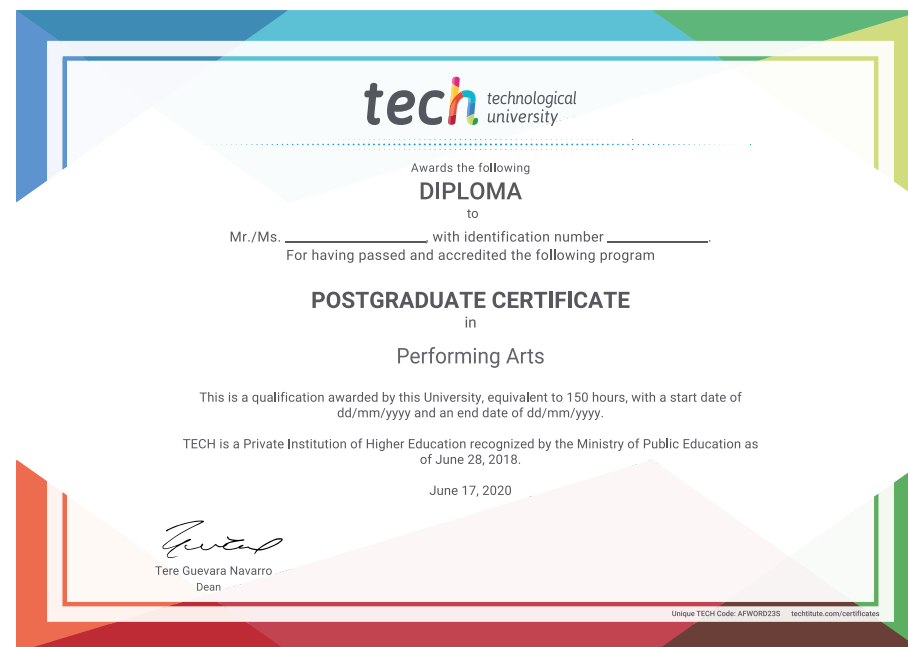 tech technological
university
Awards the following
DIPLOMA
to
Mr./Ms. ____________________, with identification number ______________.
For having passed and accredited the following program
POSTGRADUATE CERTIFICATE
in
Performing Arts
This is a qualification awarded by this University, equivalent to 150 hours, with a start date of
dd/mm/yyyy and an end date of dd/mm/yyyy.
TECH is a Private Institution of Higher Education recognized by the Ministry of Public Education as
of June 28, 2018.
June 17, 2020
Tere Guevara Navarro
Dean
Unique TECH Code: AFWORD23S techtitute.com/certificates